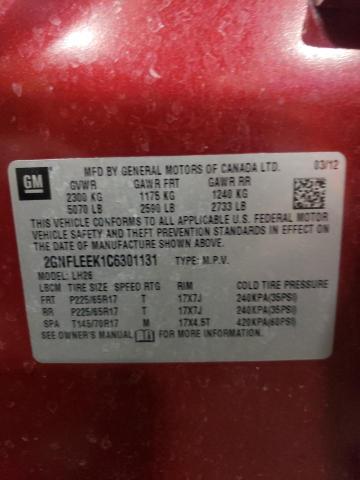 GM
MFD BY GENERAL MOTORS OF CANADA LTD. 03/12
GVWR GAWR FRT GAWR RR
2300 KG 1175 KG 1240 KG
5070 LB 2590 LB 2733 LB
THIS VEHICLE CONFORMS TO ALL APPLICABLE U.S. FEDERAL MOTOR
VEHICLE SAFETY AND THEFT PREVENTION STANDARDS IN EFFECT ON
THE DATE OF MANUFACTURE SHOWN ABOVE.
2GNFLEEK1C6301131 TYPE: M.P.V.
MODEL: LH26
LBS TIRE SIZE SPEED RTG RIM COLD TIRE PRESSURE
FRT P225/65R17 T 17X7J 240KPA(35PSI)
RR P225/65R17 T 17X7J 240KPA(35PSI)
SPA T145/70R17 M 17X4.5T 420KPA(60PSI)
SEE OWNER'S MANUAL FOR MORE INFORMATION.